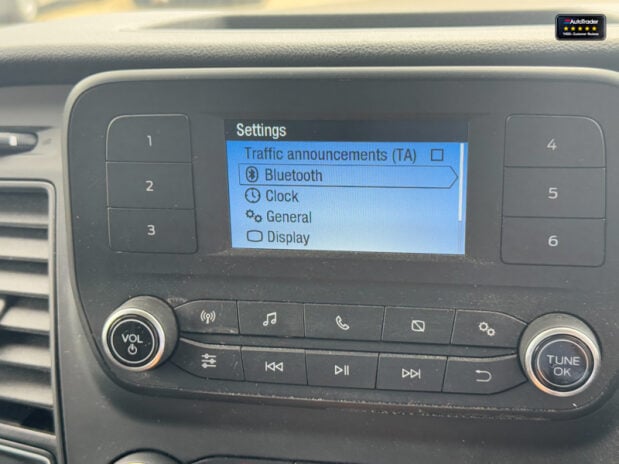 AutoTrader
Settings
Traffic announcements (TA)
Bluetooth
Clock
General
Display
1
2
3
4
5
6
VOL
TUNE
OK